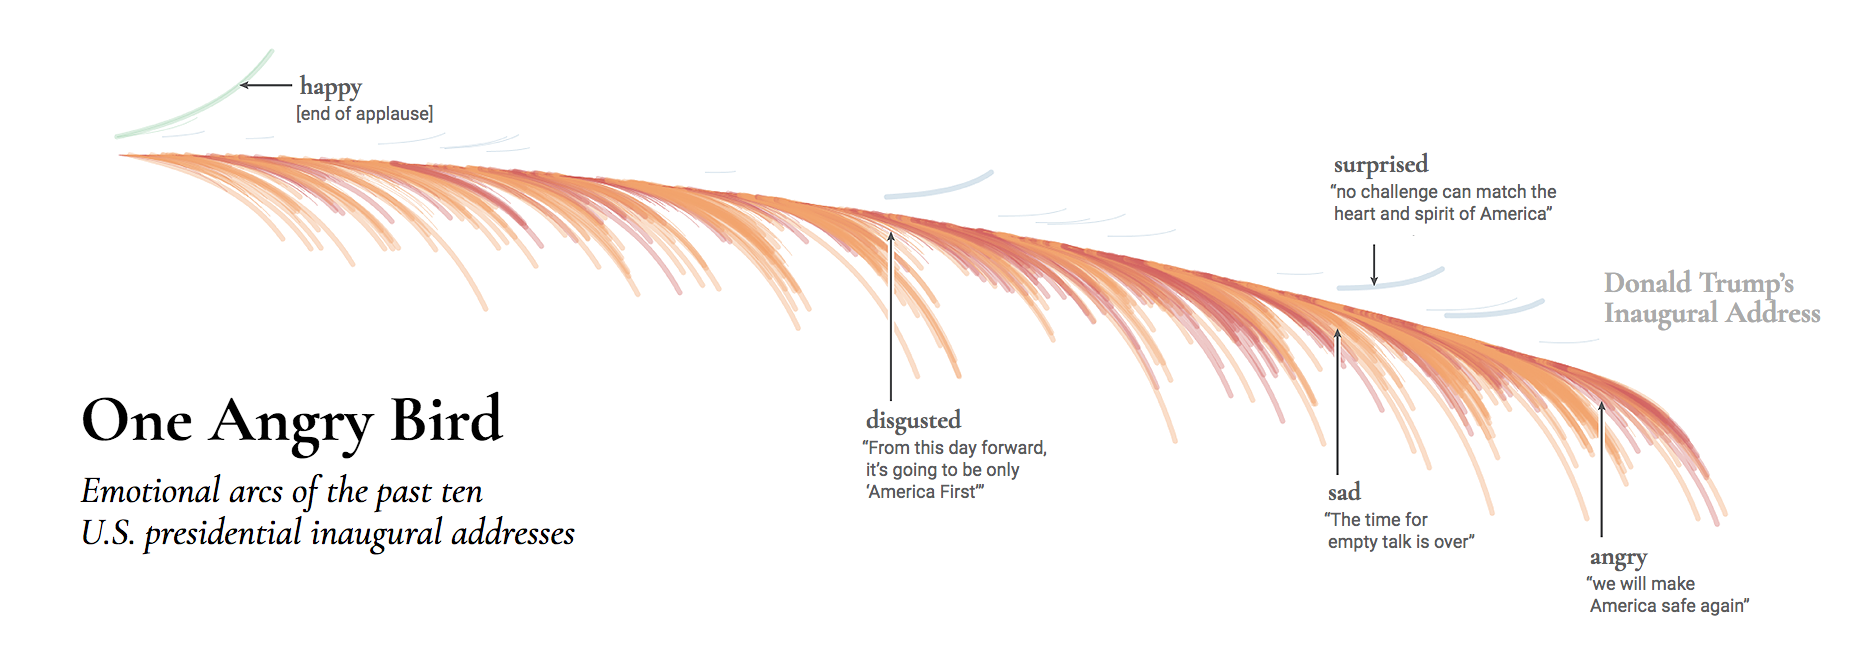 happy
[end of applause]
surprised
“no challenge can match the
heart and spirit of America”
Donald Trump’s
Inaugural Address
One Angry Bird
Emotional arcs of the past ten
U.S. presidential inaugural addresses
disgusted
“From this day forward,
it’s going to be only
‘America First’”
sad
“The time for
empty talk is over”
angry
“we will make
America safe again”